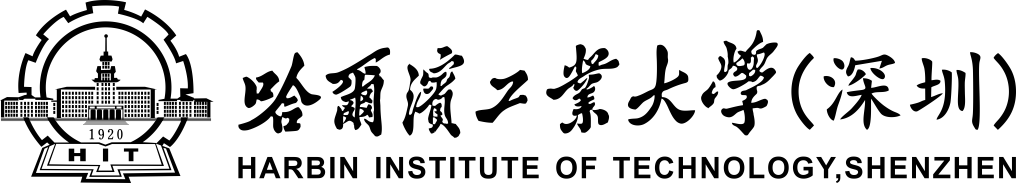 1920
HIT
哈爾濱工業大學(深圳)
HARBIN INSTITUTE OF TECHNOLOGY,SHENZHEN